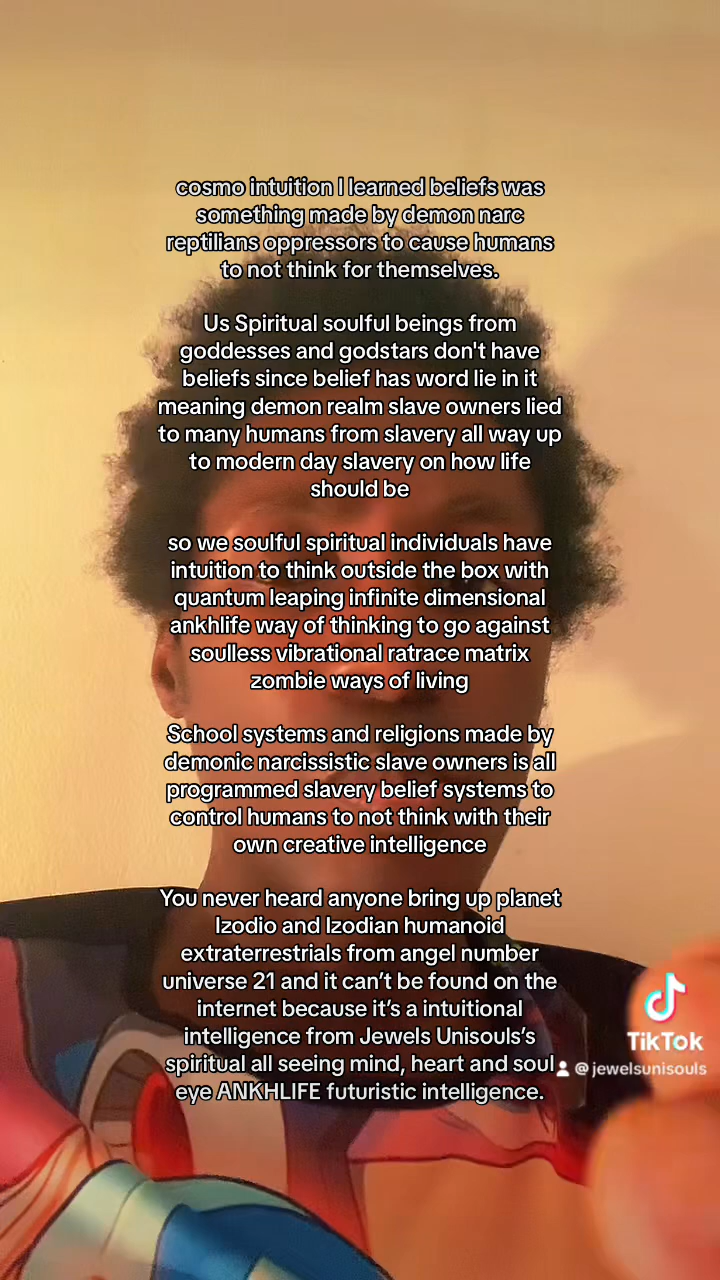 cosmo intuition I learned beliefs was
something made by demon narc
reptilians oppressors to cause humans
to not think for themselves.
Us Spiritual soulful beings from
goddesses and godstars don't have
beliefs since belief has word lie in it
meaning demon realm slave owners lied
to many humans from slavery all way up
to modern day slavery on how life
should be
so we soulful spiritual individuals have
intuition to think outside the box with
quantum leaping infinite dimensional
ankhlife way of thinking to go against
soulless vibrational ratrace matrix
zombie ways of living
School systems and religions made by
demonic narcissistic slave owners is all
programmed slavery belief systems to
control humans to not think with their
own creative intelligence
You never heard anyone bring up planet
Izodio and Izodian humanoid
extraterrestrials from angel number
universe 21 and it can’t be found on the
internet because it’s a intuitional
intelligence from Jewels Unisouls’s
spiritual all seeing mind, heart and soul
eye ANKHLIFE futuristic intelligence.
TikTok
@jewelsunisouls